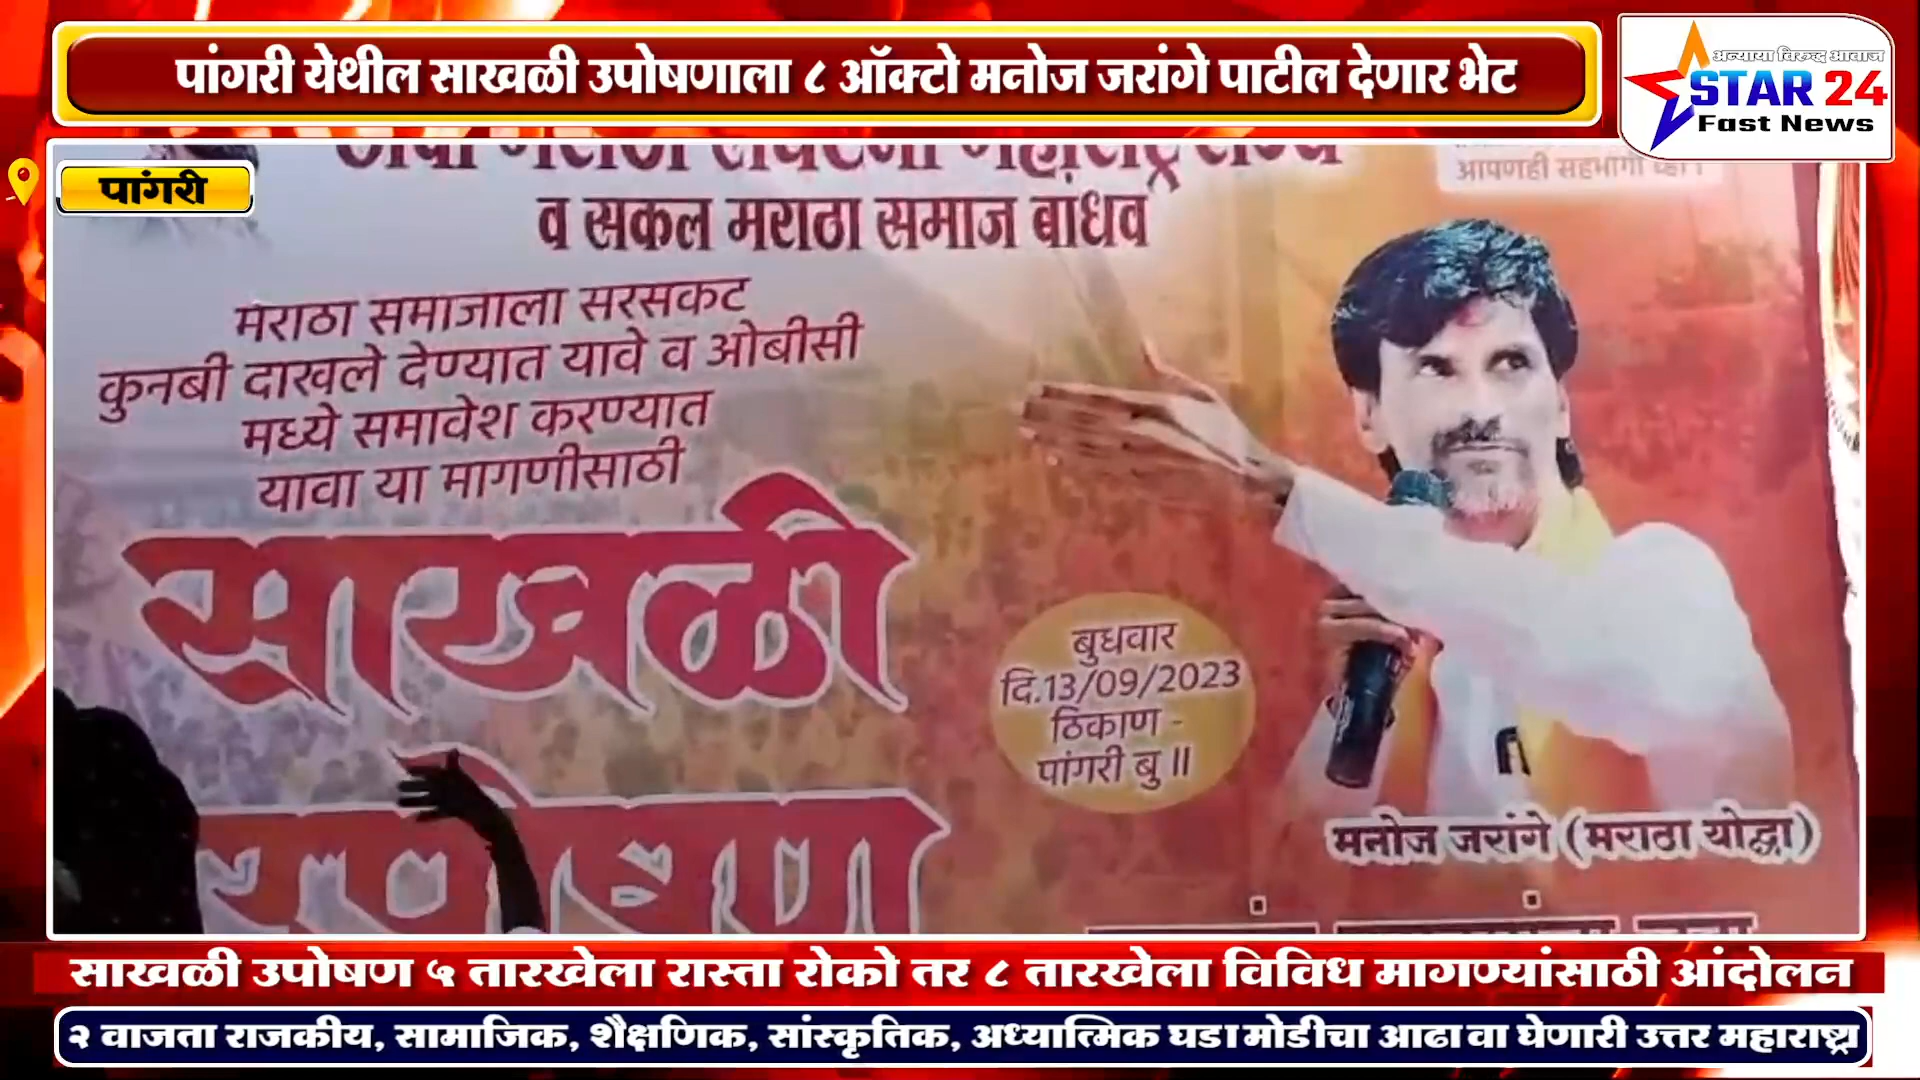 पांगरी येथील साखळी उपोषणाला ८ ऑक्टो मनोज जरांगे पाटील देणार भेट
अन्याया विरुद्ध आवाज
STAR 24
Fast News
पांगरी
आपणही सहभागी व्हा
व सकल मराठा समाज बांधव
मराठा समाजाला सरसकट
कुनबी दाखले देण्यात यावे व ओबीसी
मध्ये समावेश करण्यात
यावा या मागणीसाठी
साखळी
बुधवार
दि.13/09/2023
ठिकाण -
पांगरी बु ॥
मनोज जरांगे (मराठा योद्धा)
साखळी उपोषण ५ तारखेला रास्ता रोको तर ८ तारखेला विविध मागण्यांसाठी आंदोलन
२ वाजता राजकीय, सामाजिक, शैक्षणिक, सांस्कृतिक, अध्यात्मिक घडामोडीचा आढावा घेणारी उत्तर महाराष्ट्रा